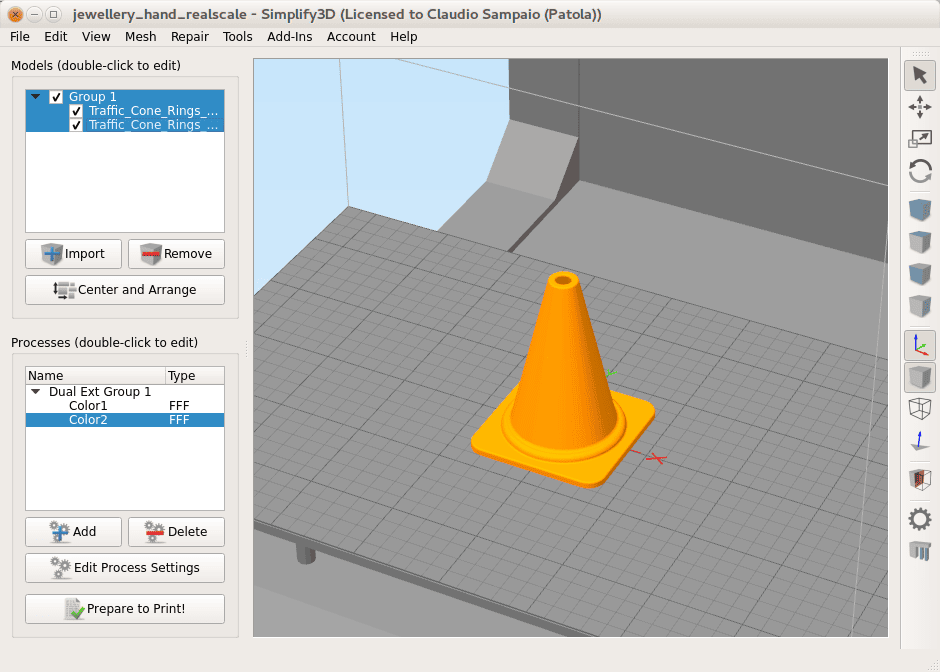 jewellery_hand_realscale - Simplify3D (Licensed to Claudio Sampaio (Patola))
File Edit View Mesh Repair Tools Add-Ins Account Help
Models (double-click to edit)
Group 1
Traffic_Cone_Rings_...
Traffic_Cone_Rings_...
Import Remove
Center and Arrange
Processes (double-click to edit)
Name Type
Dual Ext Group 1
Color1 FFF
Color2 FFF
Add Delete
Edit Process Settings
Prepare to Print!